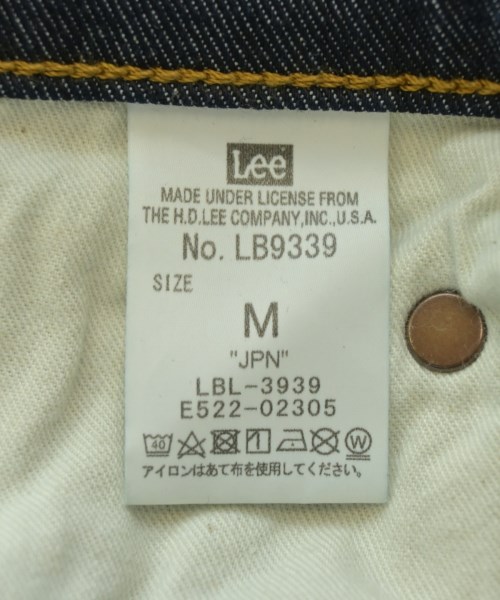 Lee
MADE UNDER LICENSE FROM
THE H.D.LEE COMPANY,INC.,U.S.A.
No. LB9339
SIZE
M
"JPN"
LBL-3939
E522-02305
40 W
アイロンはあて布を使用してください。